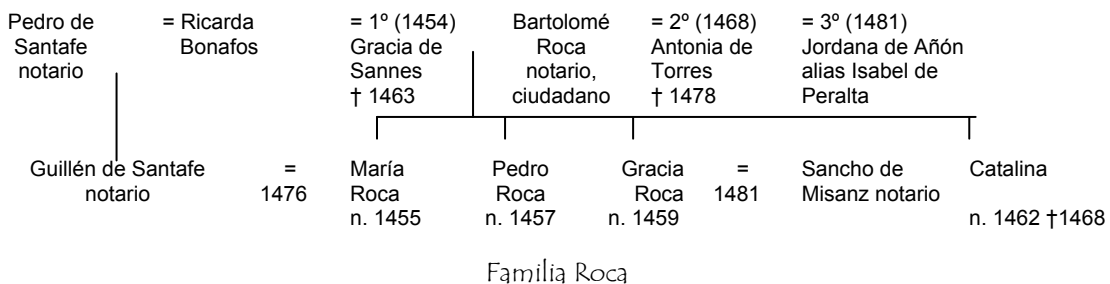 Pedro de = Ricarda = 1º (1454) Bartolomé = 2º (1468) = 3º (1481)
Santafe Bonafos Gracia de Roca Antonia de Jordana de Añón
notario Sannes notario, Torres alias Isabel de
† 1463 ciudadano † 1478 Peralta
Guillén de Santafe = María Pedro Gracia = Sancho de Catalina
notario 1476 Roca Roca Roca 1481 Misanz notario
n. 1455 n. 1457 n. 1459 n. 1462 †1468
Familia Roca